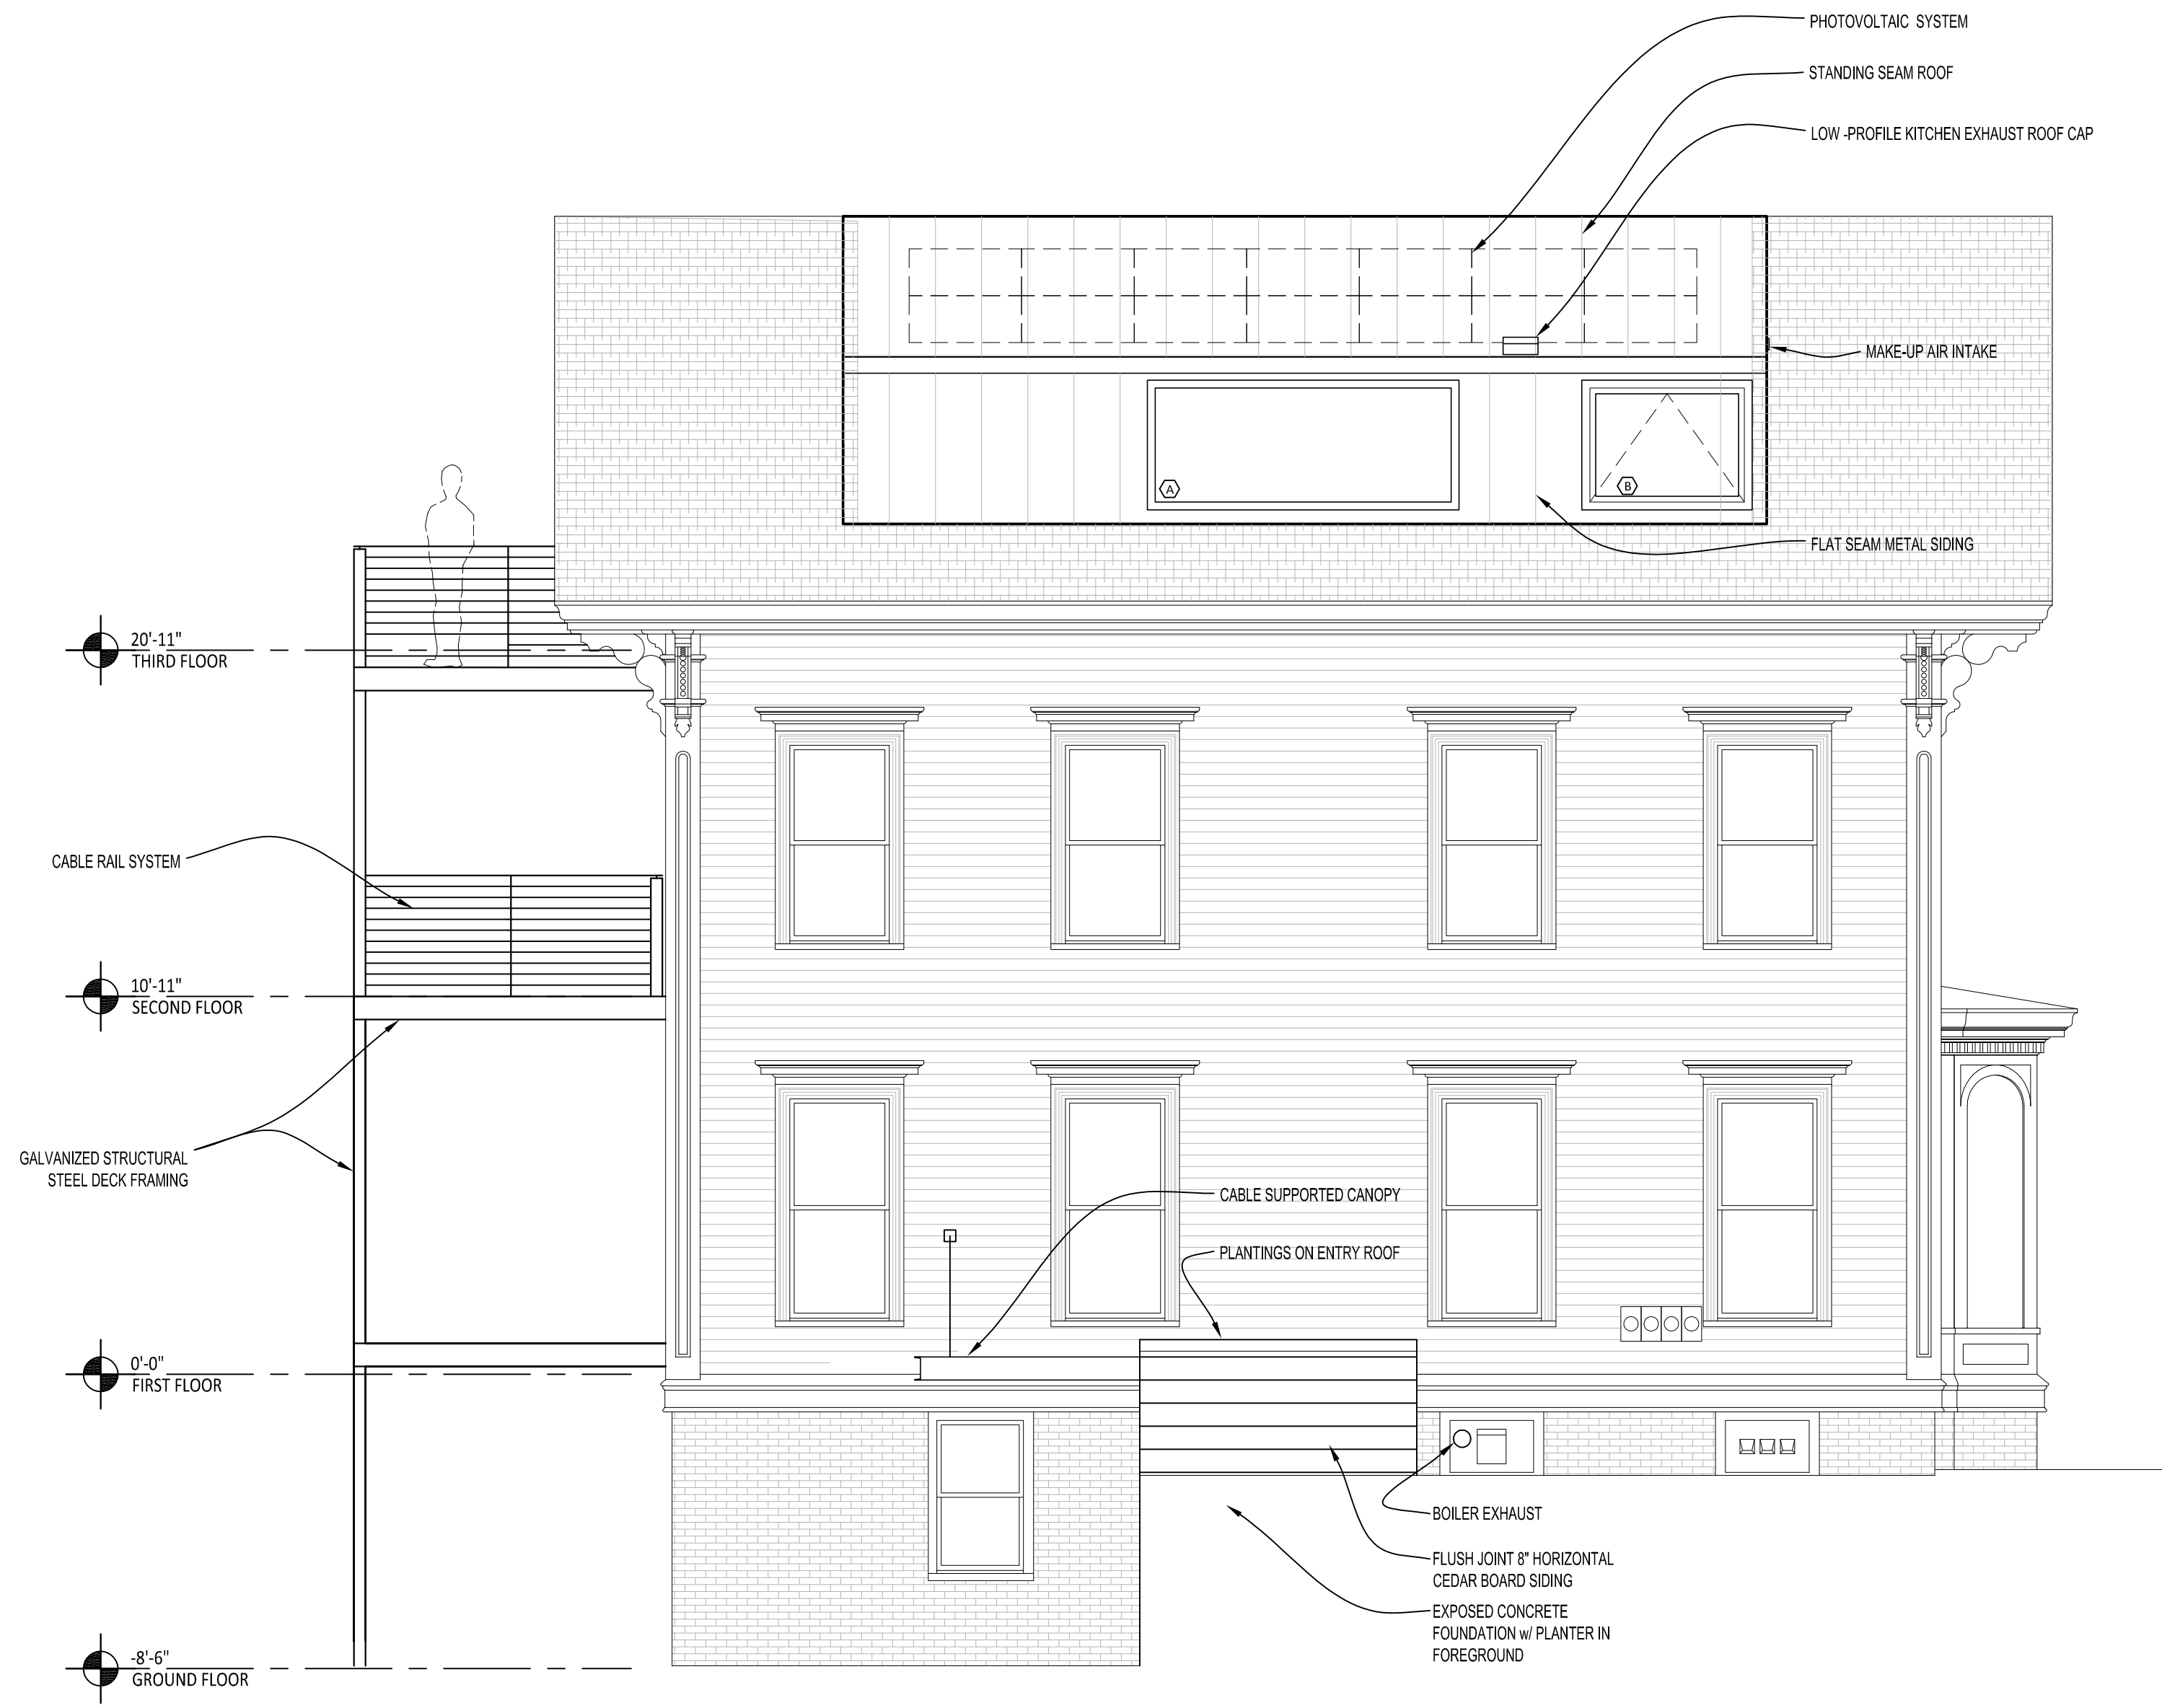 PHOTOVOLTAIC SYSTEM
STANDING SEAM ROOF
LOW -PROFILE KITCHEN EXHAUST ROOF CAP
MAKE-UP AIR INTAKE
A
B
FLAT SEAM METAL SIDING
20'-11"
THIRD FLOOR
CABLE RAIL SYSTEM
10'-11"
SECOND FLOOR
GALVANIZED STRUCTURAL
STEEL DECK FRAMING
CABLE SUPPORTED CANOPY
PLANTINGS ON ENTRY ROOF
0'-0"
FIRST FLOOR
BOILER EXHAUST
FLUSH JOINT 8" HORIZONTAL
CEDAR BOARD SIDING
EXPOSED CONCRETE
FOUNDATION w/ PLANTER IN
FOREGROUND
-8'-6"
GROUND FLOOR